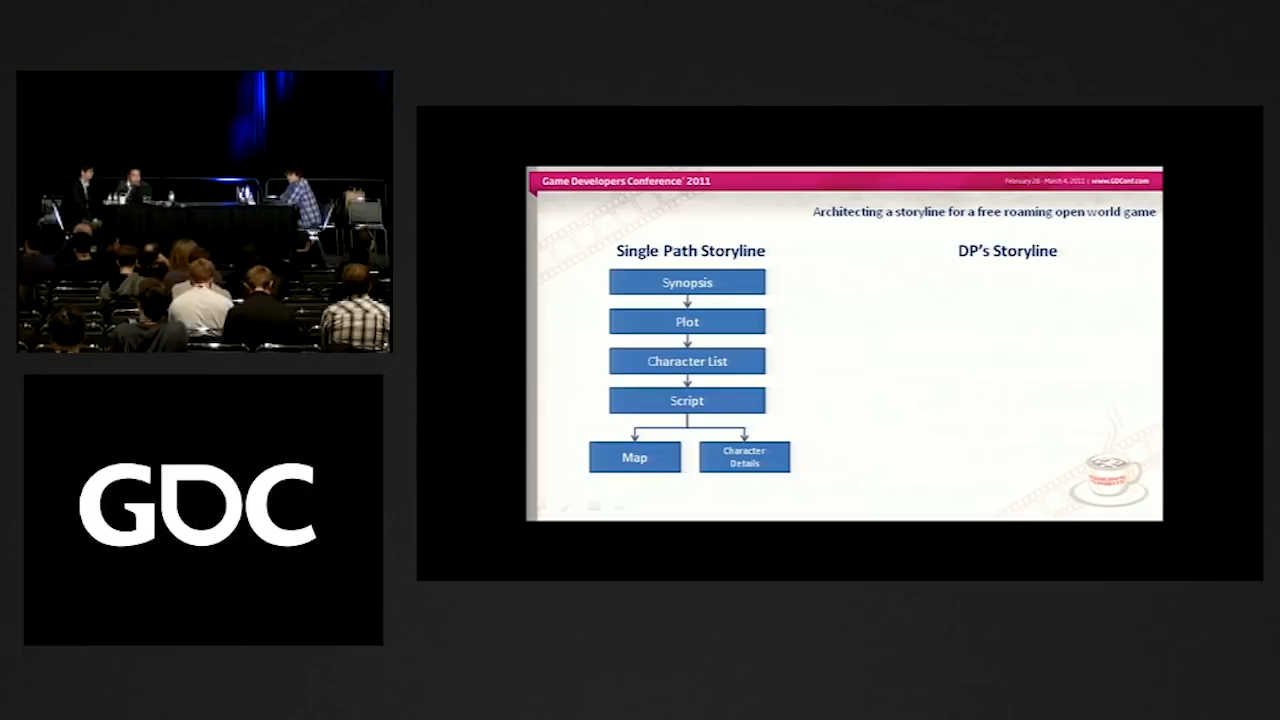 Game Developers Conference® 2011
February 28 - March 4, 2011 | www.GDConf.com
Architecting a storyline for a free roaming open world game
Single Path Storyline
DP's Storyline
Synopsis
Plot
Character List
Script
Map
Character
Details
GDC